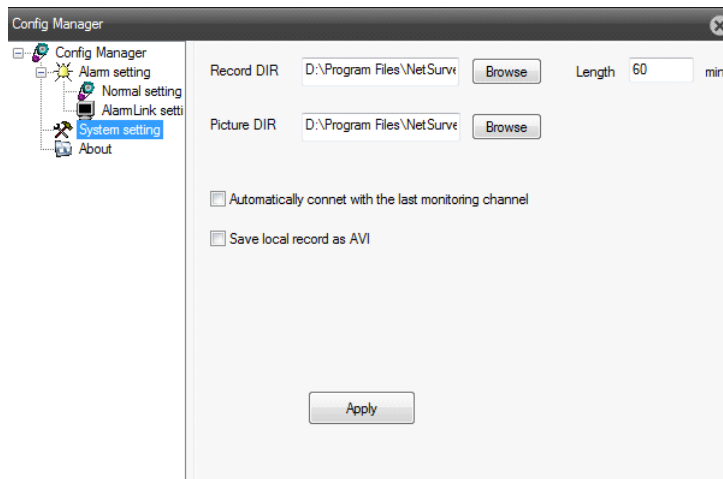 Config Manager
Config Manager
Alarm setting
Normal setting
AlarmLink setti
System setting
About
Record DIR D:\Program Files\NetSurve Browse Length 60 min
Picture DIR D:\Program Files\NetSurve Browse
Automatically connet with the last monitoring channel
Save local record as AVI
Apply